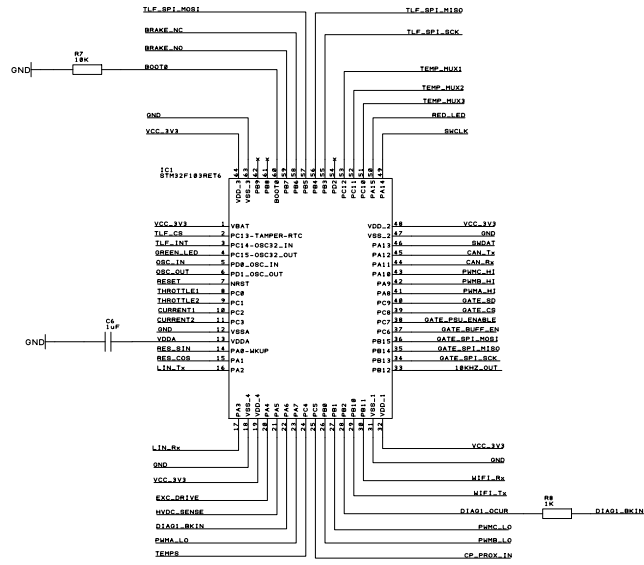 TLF_SPI_MOSI
TLF_SPI_MISO
BRAKE_NC
TLF_SPI_SCK
BRAKE_NO
R7
10K
GND
BOOT0
TEMP_MUX1
TEMP_MUX2
TEMP_MUX3
GND
RED_LED
VCC_3V3
SWCLK
IC1
STM32F103RET6
64 63 62 61 60 59 58 57 56 55 54 53 52 51 50 49
VDD_3 VSS_3 PB9 PB8 BOOT0 PB7 PB6 PB5 PB4 PB3 PD2 PC12 PC11 PC10 PA15 PA14
VCC_3V3 1 VBAT VDD_2 48 VCC_3V3
TLF_CS 2 PC13-TAMPER-RTC VSS_2 47 GND
TLF_INT 3 PC14-OSC32_IN PA13 46 SWDAT
GREEN_LED 4 PC15-OSC32_OUT PA12 45 CAN_Tx
OSC_IN 5 PD0_OSC_IN PA11 44 CAN_Rx
OSC_OUT 6 PD1_OSC_OUT PA10 43 PWMC_HI
RESET 7 NRST PA9 42 PWMB_HI
THROTTLE1 8 PC0 PA8 41 PWMA_HI
THROTTLE2 9 PC1 PC9 40 GATE_SD
CURRENT1 10 PC2 PC8 39 GATE_CS
CURRENT2 11 PC3 PC7 38 GATE_PSU_ENABLE
GND 12 VSSA PC6 37 GATE_BUFF_EN
C6
1uF
GND
VDDA 13 VDDA PB15 36 GATE_SPI_MOSI
RES_SIN 14 PA0-WKUP PB14 35 GATE_SPI_MISO
RES_COS 15 PA1 PB13 34 GATE_SPI_SCK
LIN_Tx 16 PA2 PB12 33 10KHZ_OUT
PA3 VSS_4 VDD_4 PA4 PA5 PA6 PA7 PC4 PC5 PB0 PB1 PB2 PB10 PB11 VSS_1 VDD_1
17 18 19 20 21 22 23 24 25 26 27 28 29 30 31 32
LIN_Rx
VCC_3V3
GND
GND
VCC_3V3
WIFI_Rx
EXC_DRIVE
WIFI_Tx
R8
1K
HVDC_SENSE
DIAG1_OCUR
DIAG1_BKIN
DIAG1_BKIN
PWMC_LO
PWMA_LO
PWMB_LO
TEMPS
CP_PROX_IN